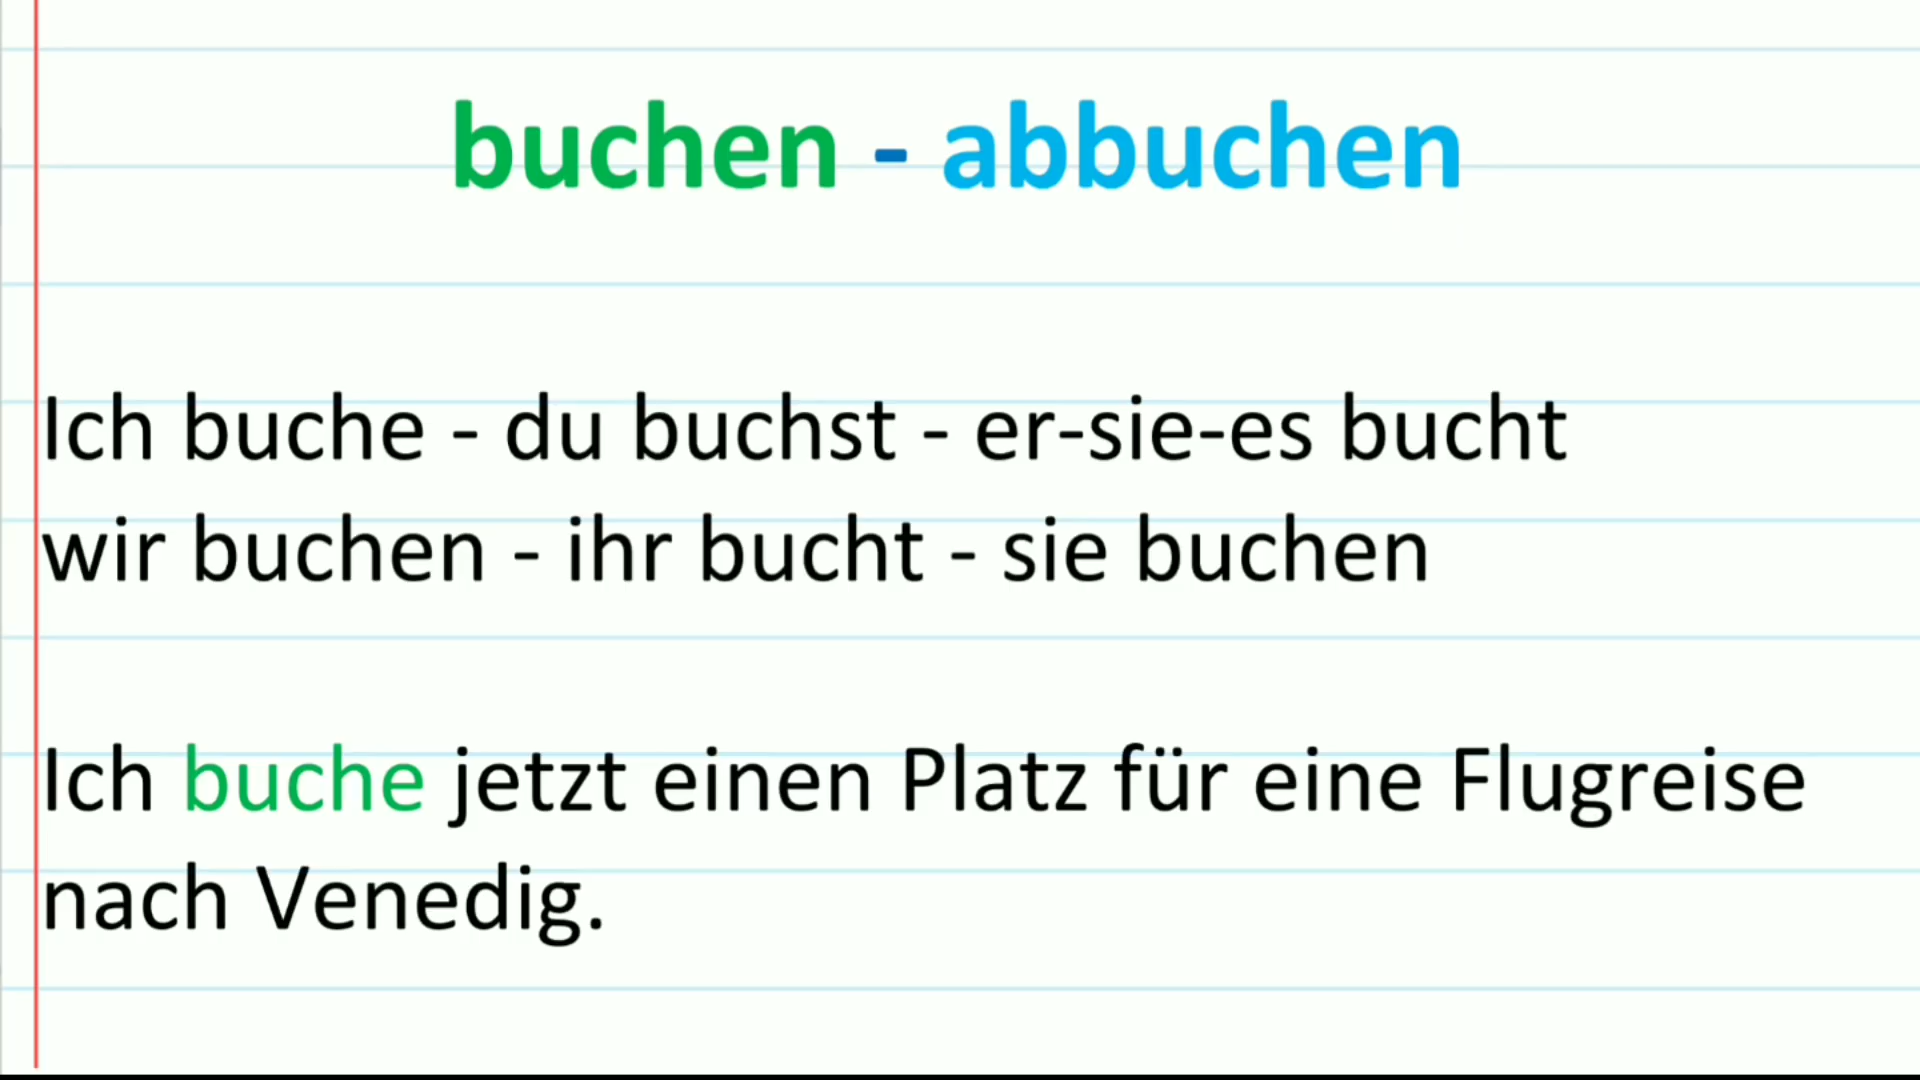 buchen - abbuchen
Ich buche - du buchst - er-sie-es bucht
wir buchen - ihr bucht - sie buchen
Ich buche jetzt einen Platz für eine Flugreise
nach Venedig.